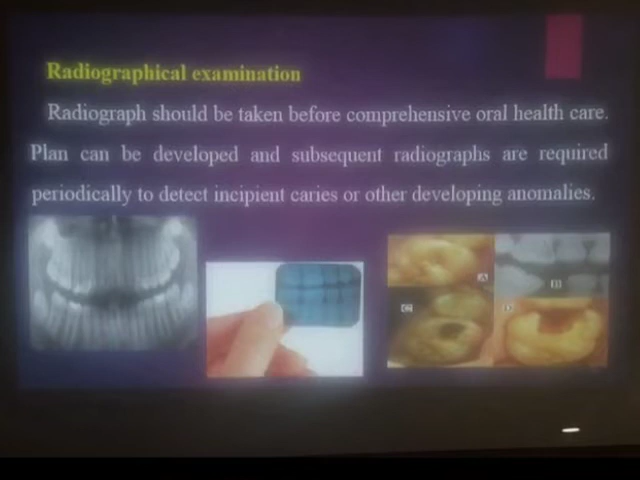 Radiographical examination
Radiograph should be taken before comprehensive oral health care.
Plan can be developed and subsequent radiographs are required
periodically to detect incipient caries or other developing anomalies.
A
B
C
D